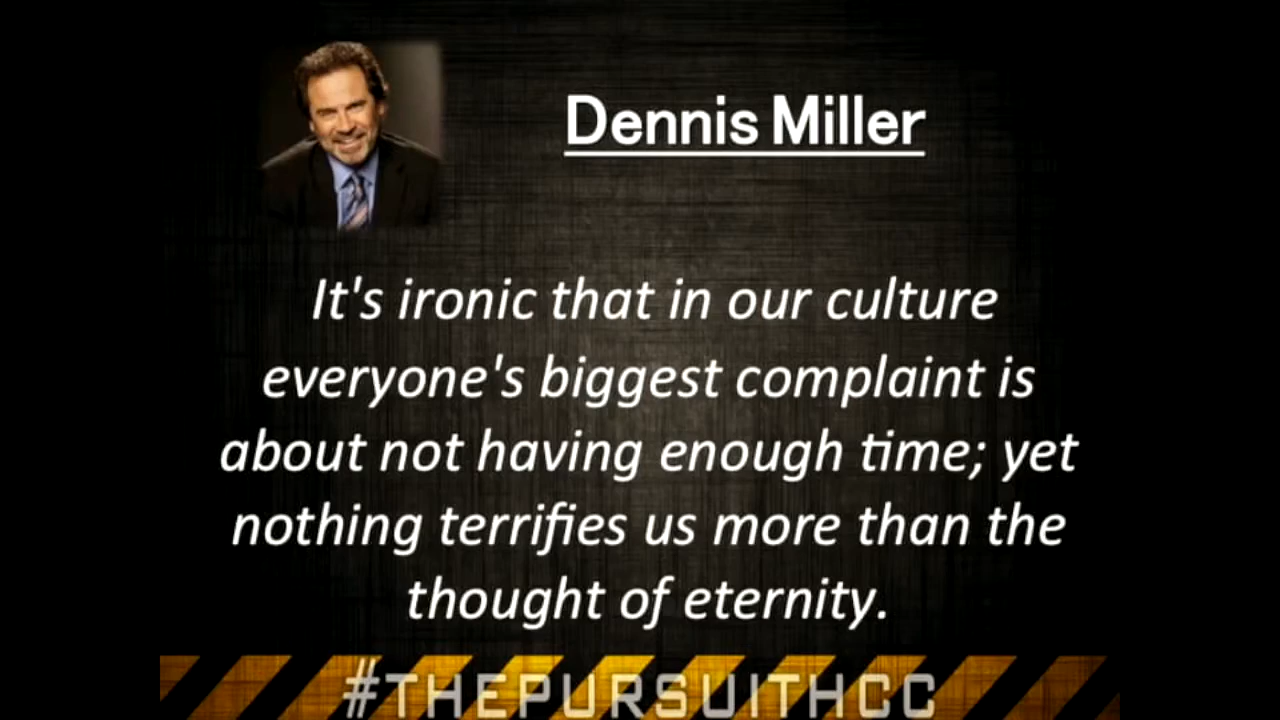 Dennis Miller
It's ironic that in our culture
everyone's biggest complaint is
about not having enough time; yet
nothing terrifies us more than the
thought of eternity.
#THEPURSUITHCC